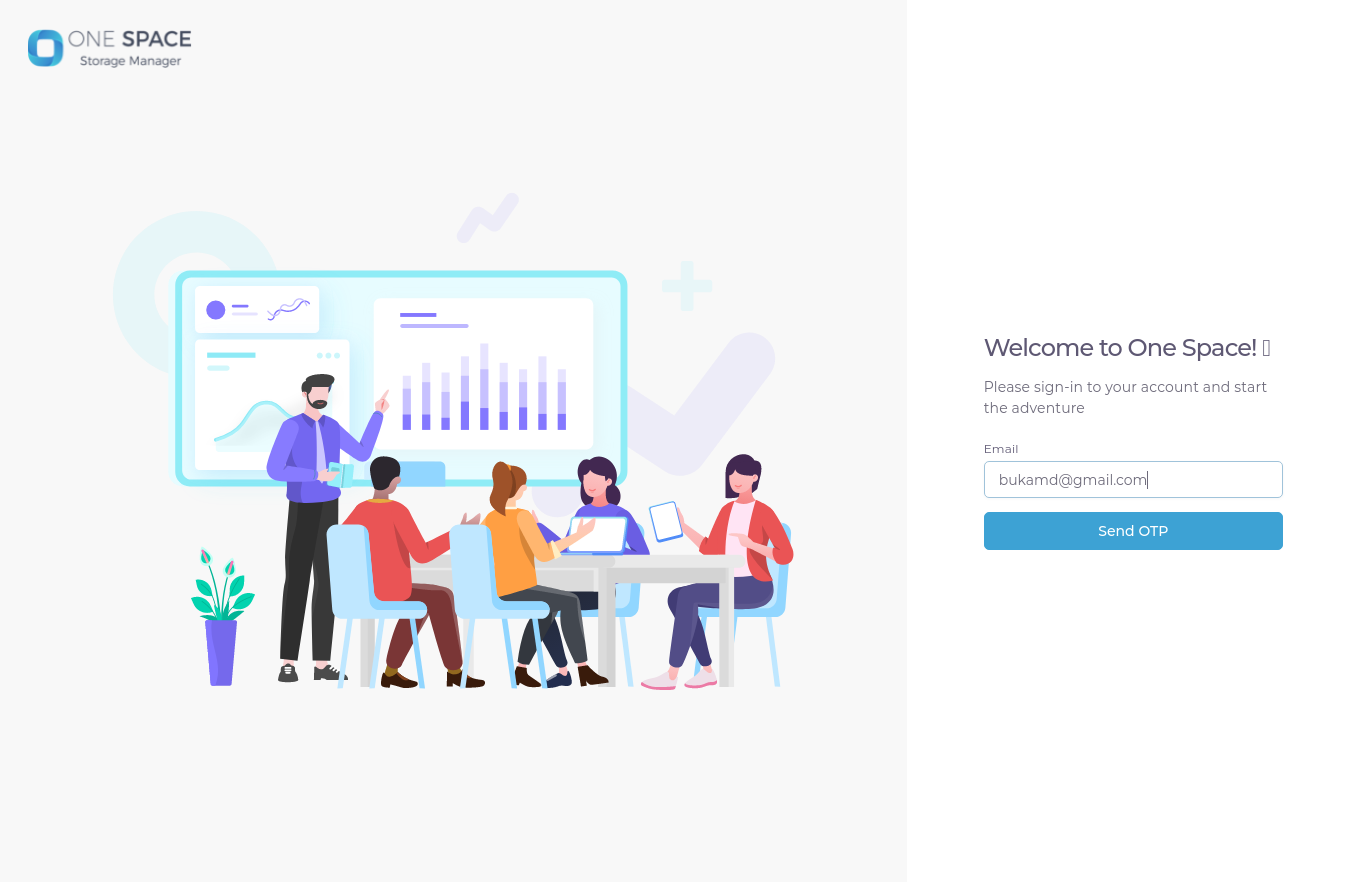 ONE SPACE
Storage Manager
Welcome to One Space!
Please sign-in to your account and start
the adventure
Email
bukamd@gmail.com
Send OTP